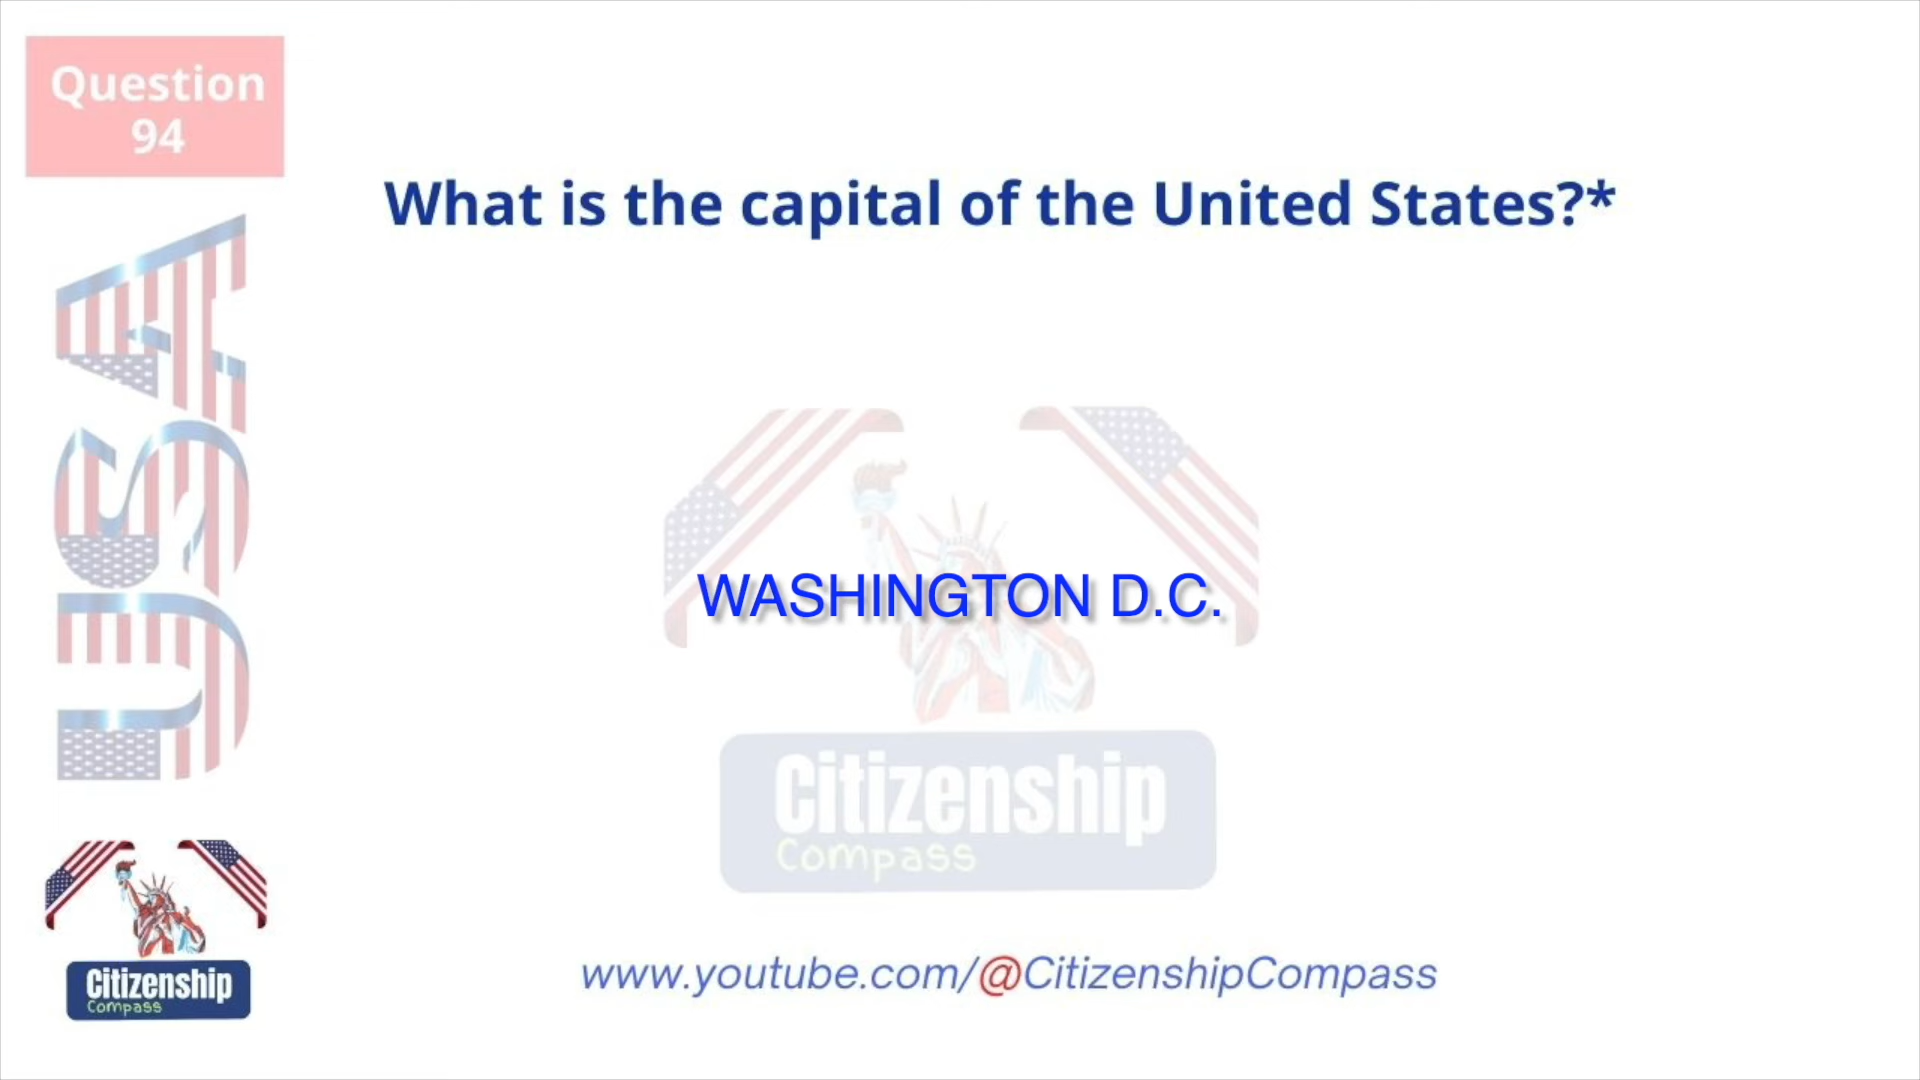 Question
94
What is the capital of the United States?*
WASHINGTON D.C.
Citizenship
Compass
USA
Citizenship
Compass
www.youtube.com/@CitizenshipCompass